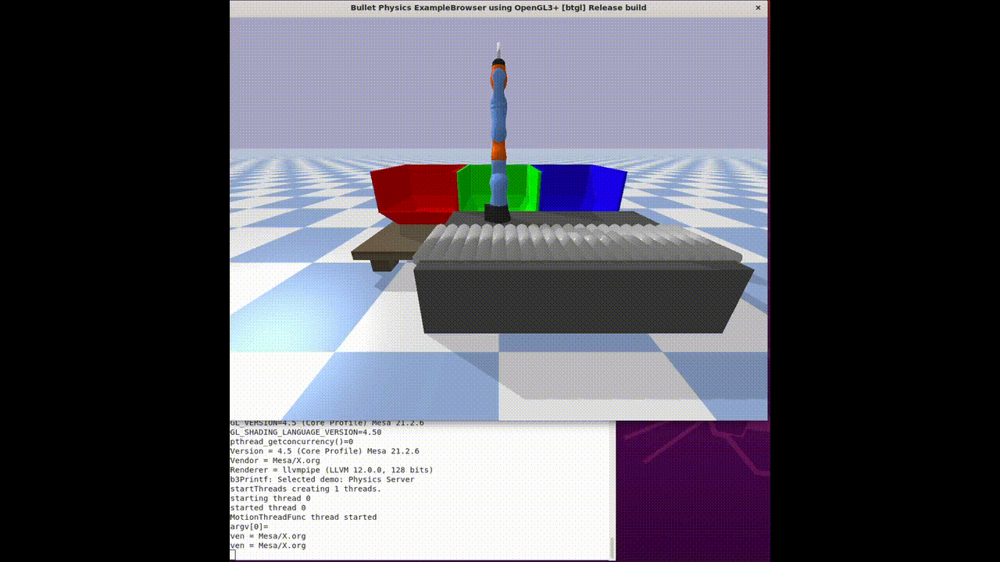 Bullet Physics ExampleBrowser using OpenGL3+ [btgl] Release build
×
GL_VERSION=4.5 (Core Profile) Mesa 21.2.6
GL_SHADING_LANGUAGE_VERSION=4.50
pthread_getconcurrency()=0
Version = 4.5 (Core Profile) Mesa 21.2.6
Vendor = Mesa/X.org
Renderer = llvmpipe (LLVM 12.0.0, 128 bits)
b3Printf: Selected demo: Physics Server
startThreads creating 1 threads.
starting thread 0
started thread 0
MotionThreadFunc thread started
argv[0]=
ven = Mesa/X.org
ven = Mesa/X.org